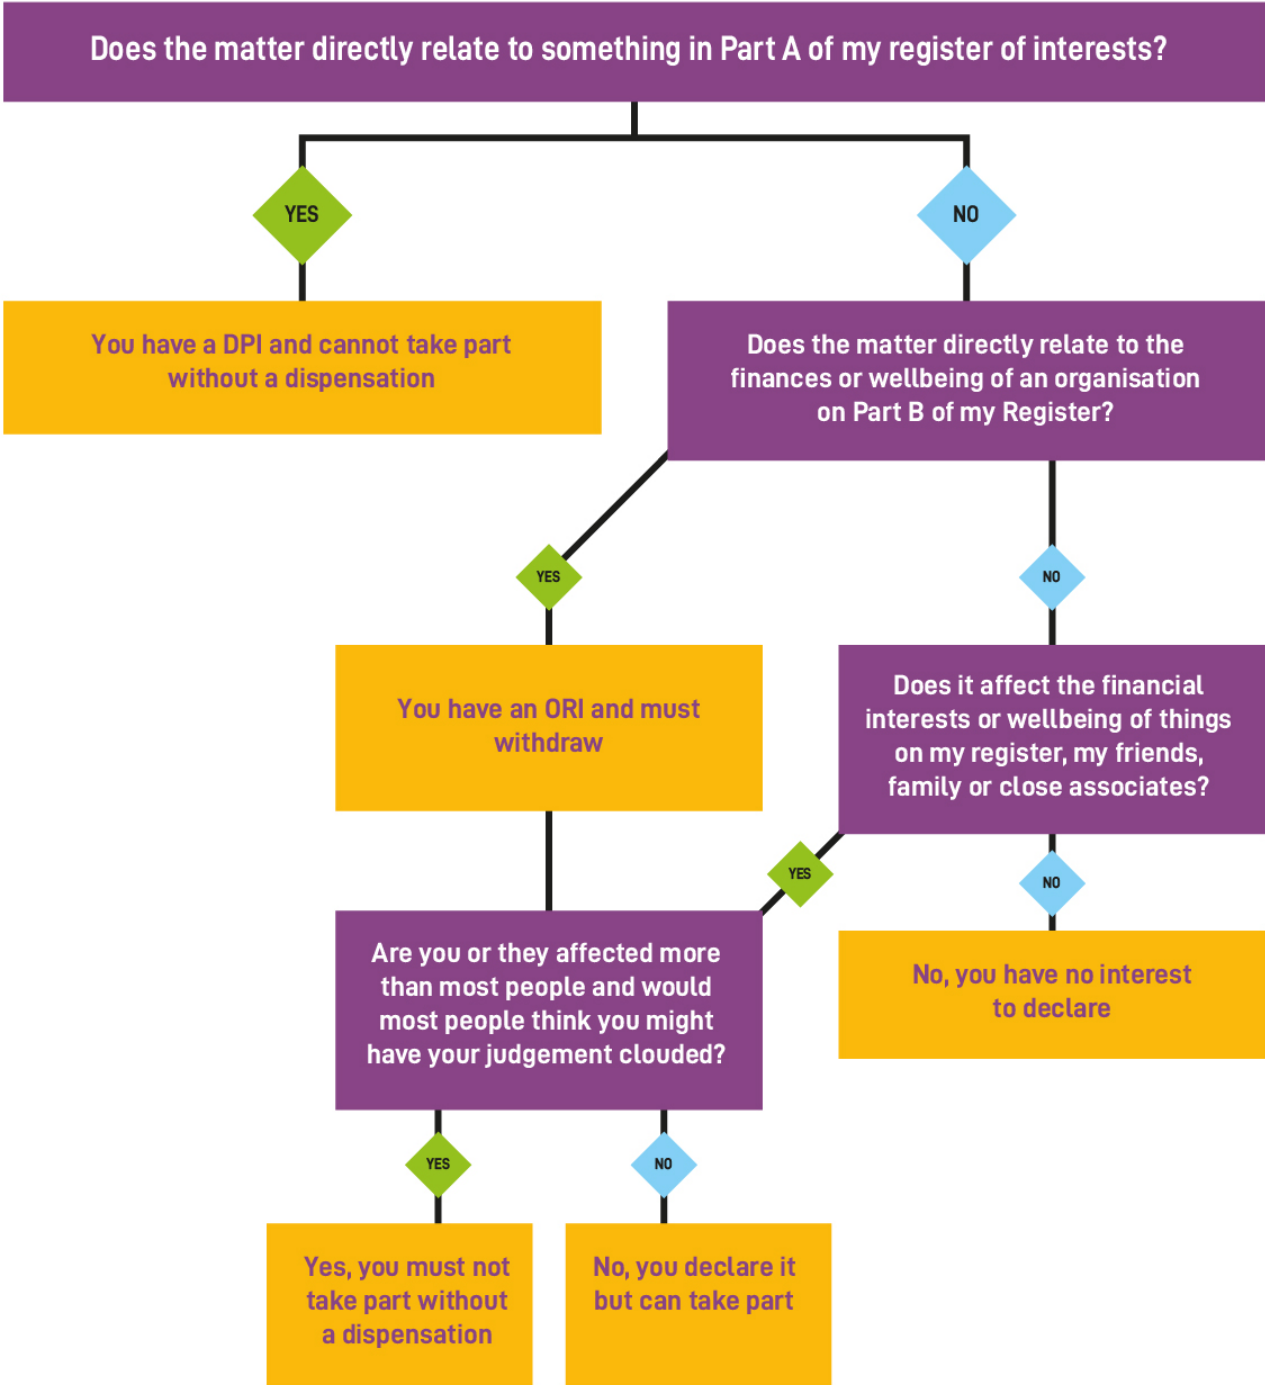 Does the matter directly relate to something in Part A of my register of interests?
YES
NO
You have a DPI and cannot take part
without a dispensation
Does the matter directly relate to the
finances or wellbeing of an organisation
on Part B of my Register?
YES
NO
You have an ORI and must
withdraw
Does it affect the financial
interests or wellbeing of things
on my register, my friends,
family or close associates?
YES
NO
Are you or they affected more
than most people and would
most people think you might
have your judgement clouded?
No, you have no interest
to declare
YES
NO
Yes, you must not
take part without
a dispensation
No, you declare it
but can take part